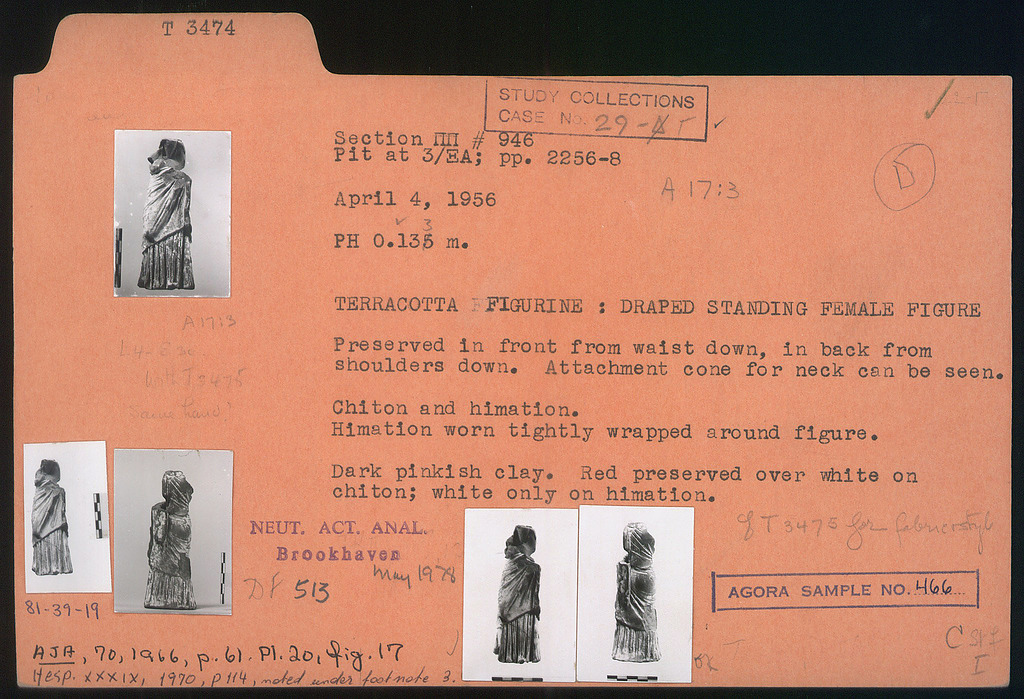 T 3474
STUDY COLLECTIONS
CASE No. 29-
Section ΠΠ # 946
Pit at 3/EA; pp. 2256-8
A 17:3
D
April 4, 1956
3
PH 0.135 m.
TERRACOTTA FIGURINE : DRAPED STANDING FEMALE FIGURE
A 17:3
Preserved in front from waist down, in back from
shoulders down. Attachment cone for neck can be seen.
with T 3475
same hand?
Chiton and himation.
Himation worn tightly wrapped around figure.
Dark pinkish clay. Red preserved over white on
chiton; white only on himation.
cf T 3475 for fabric + style
NEUT. ACT. ANAL.
Brookhaven
May 1978
DF 513
AGORA SAMPLE NO. 466
81-39-19
AJA, 70, 1966, p. 61. Pl. 20, fig. 17
Hesp. XXXIX, 1970, p 114, noted under footnote 3.